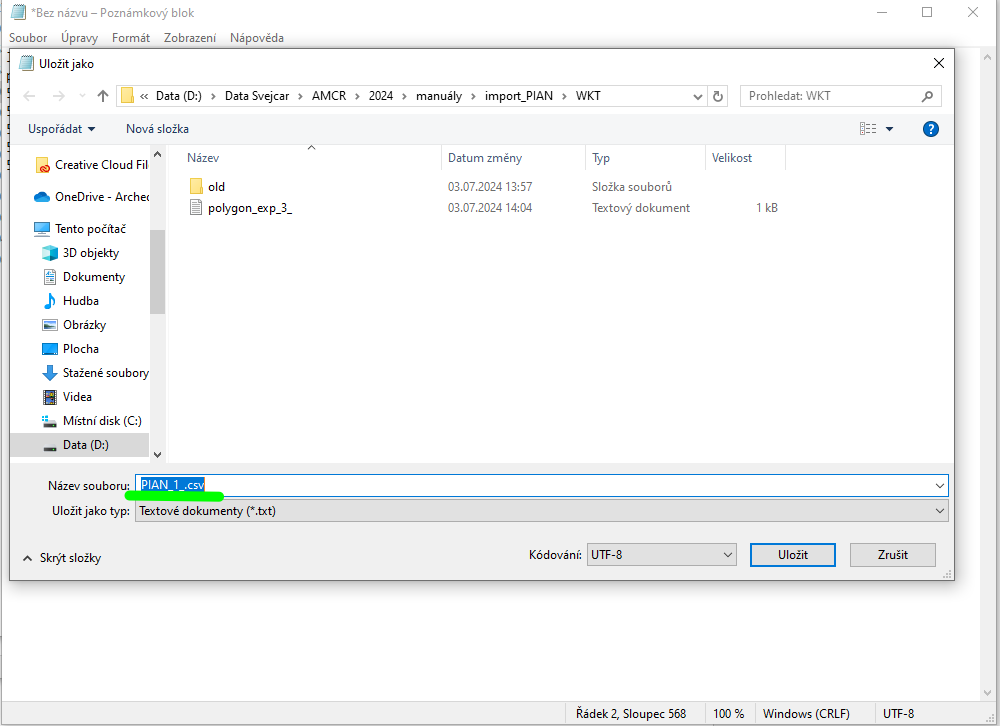 *Bez názvu – Poznámkový blok
Soubor Úpravy Formát Zobrazení Nápověda
Uložit jako
« Data (D:) > Data Svejcar > AMCR > 2024 > manuály > import_PIAN > WKT
Prohledat: WKT
Uspořádat Nová složka
Název Datum změny Typ Velikost
old 03.07.2024 13:57 Složka souborů
polygon_exp_3_ 03.07.2024 14:04 Textový dokument 1 kB
Creative Cloud Fil
OneDrive - Arched
Tento počítač
3D objekty
Dokumenty
Hudba
Obrázky
Plocha
Stažené soubory
Videa
Místní disk (C:)
Data (D:)
Název souboru: PIAN_1_.csv
Uložit jako typ: Textové dokumenty (*.txt)
Skrýt složky
Kódování: UTF-8 Uložit Zrušit
Řádek 2, Sloupec 568 100 % Windows (CRLF) UTF-8